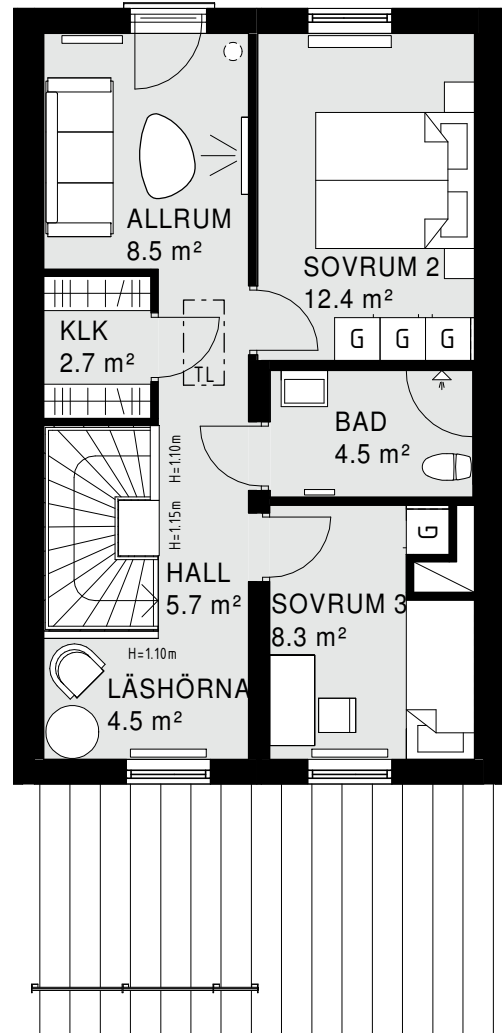 ALLRUM
8.5 m²
SOVRUM 2
12.4 m²
KLK
2.7 m²
TL
G G G
BAD
4.5 m²
H=1.10m
H=1.15m
HALL
5.7 m²
G
SOVRUM 3
8.3 m²
H=1.10m
LÄSHÖRNA
4.5 m²